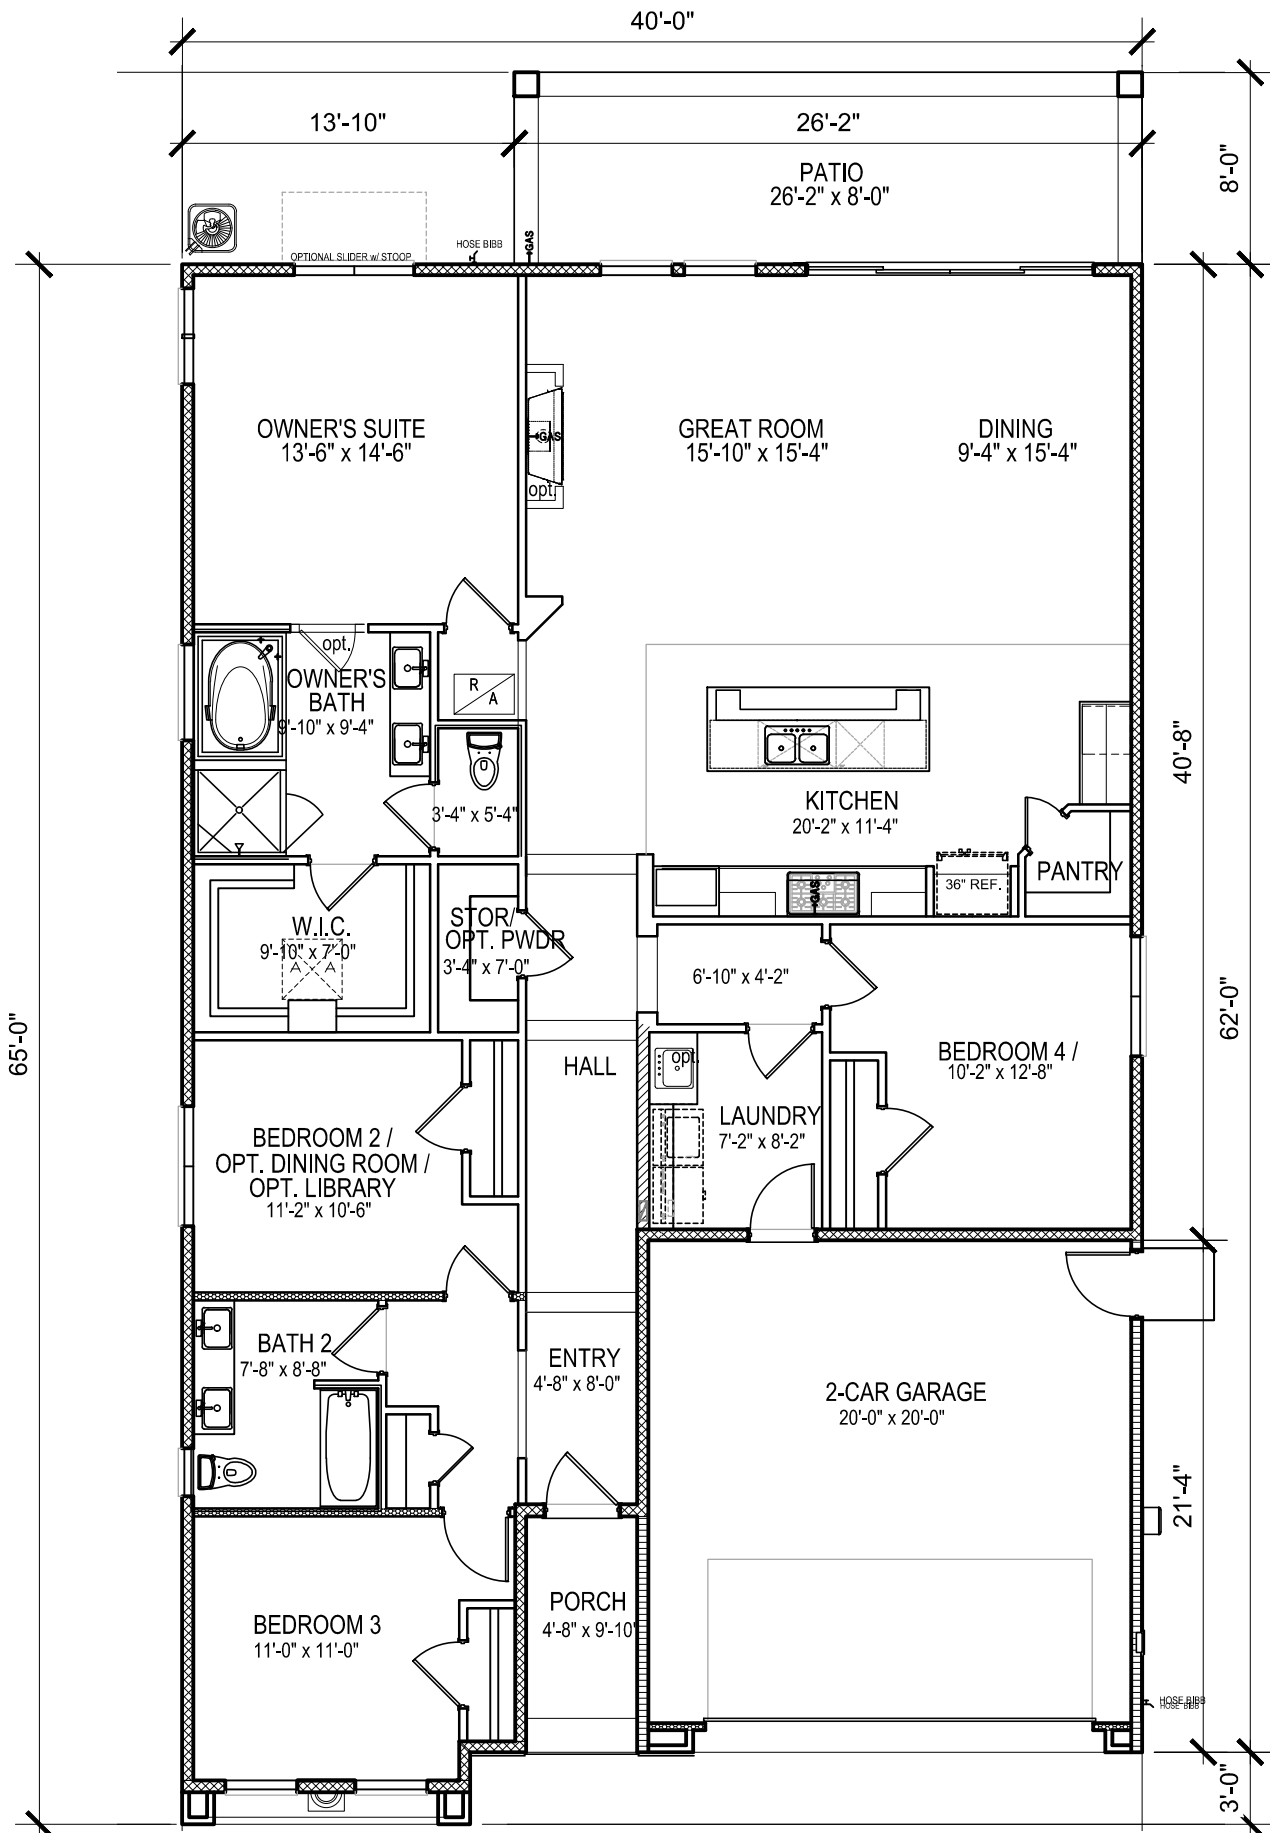 40'-0"
13'-10"
26'-2"
8'-0"
PATIO
26'-2" x 8'-0"
OPTIONAL SLIDER w/ STOOP
HOSE BIBB
GAS
OWNER'S SUITE
13'-6" x 14'-6"
GAS
opt.
GREAT ROOM
15'-10" x 15'-4"
DINING
9'-4" x 15'-4"
opt.
OWNER'S
BATH
9'-10" x 9'-4"
R
A
3'-4" x 5'-4"
KITCHEN
20'-2" x 11'-4"
40'-8"
PANTRY
36" REF.
GAS
W.I.C.
9'-10" x 7'-0"
STOR/
OPT. PWDR
3'-4" x 7'-0"
6'-10" x 4'-2"
65'-0"
62'-0"
HALL
opt.
BEDROOM 4 /
10'-2" x 12'-8"
LAUNDRY
7'-2" x 8'-2"
BEDROOM 2 /
OPT. DINING ROOM /
OPT. LIBRARY
11'-2" x 10'-6"
BATH 2
7'-8" x 8'-8"
ENTRY
4'-8" x 8'-0"
2-CAR GARAGE
20'-0" x 20'-0"
21'-4"
PORCH
4'-8" x 9'-10"
BEDROOM 3
11'-0" x 11'-0"
HOSE BIBB
HOSE BIBB
3'-0"